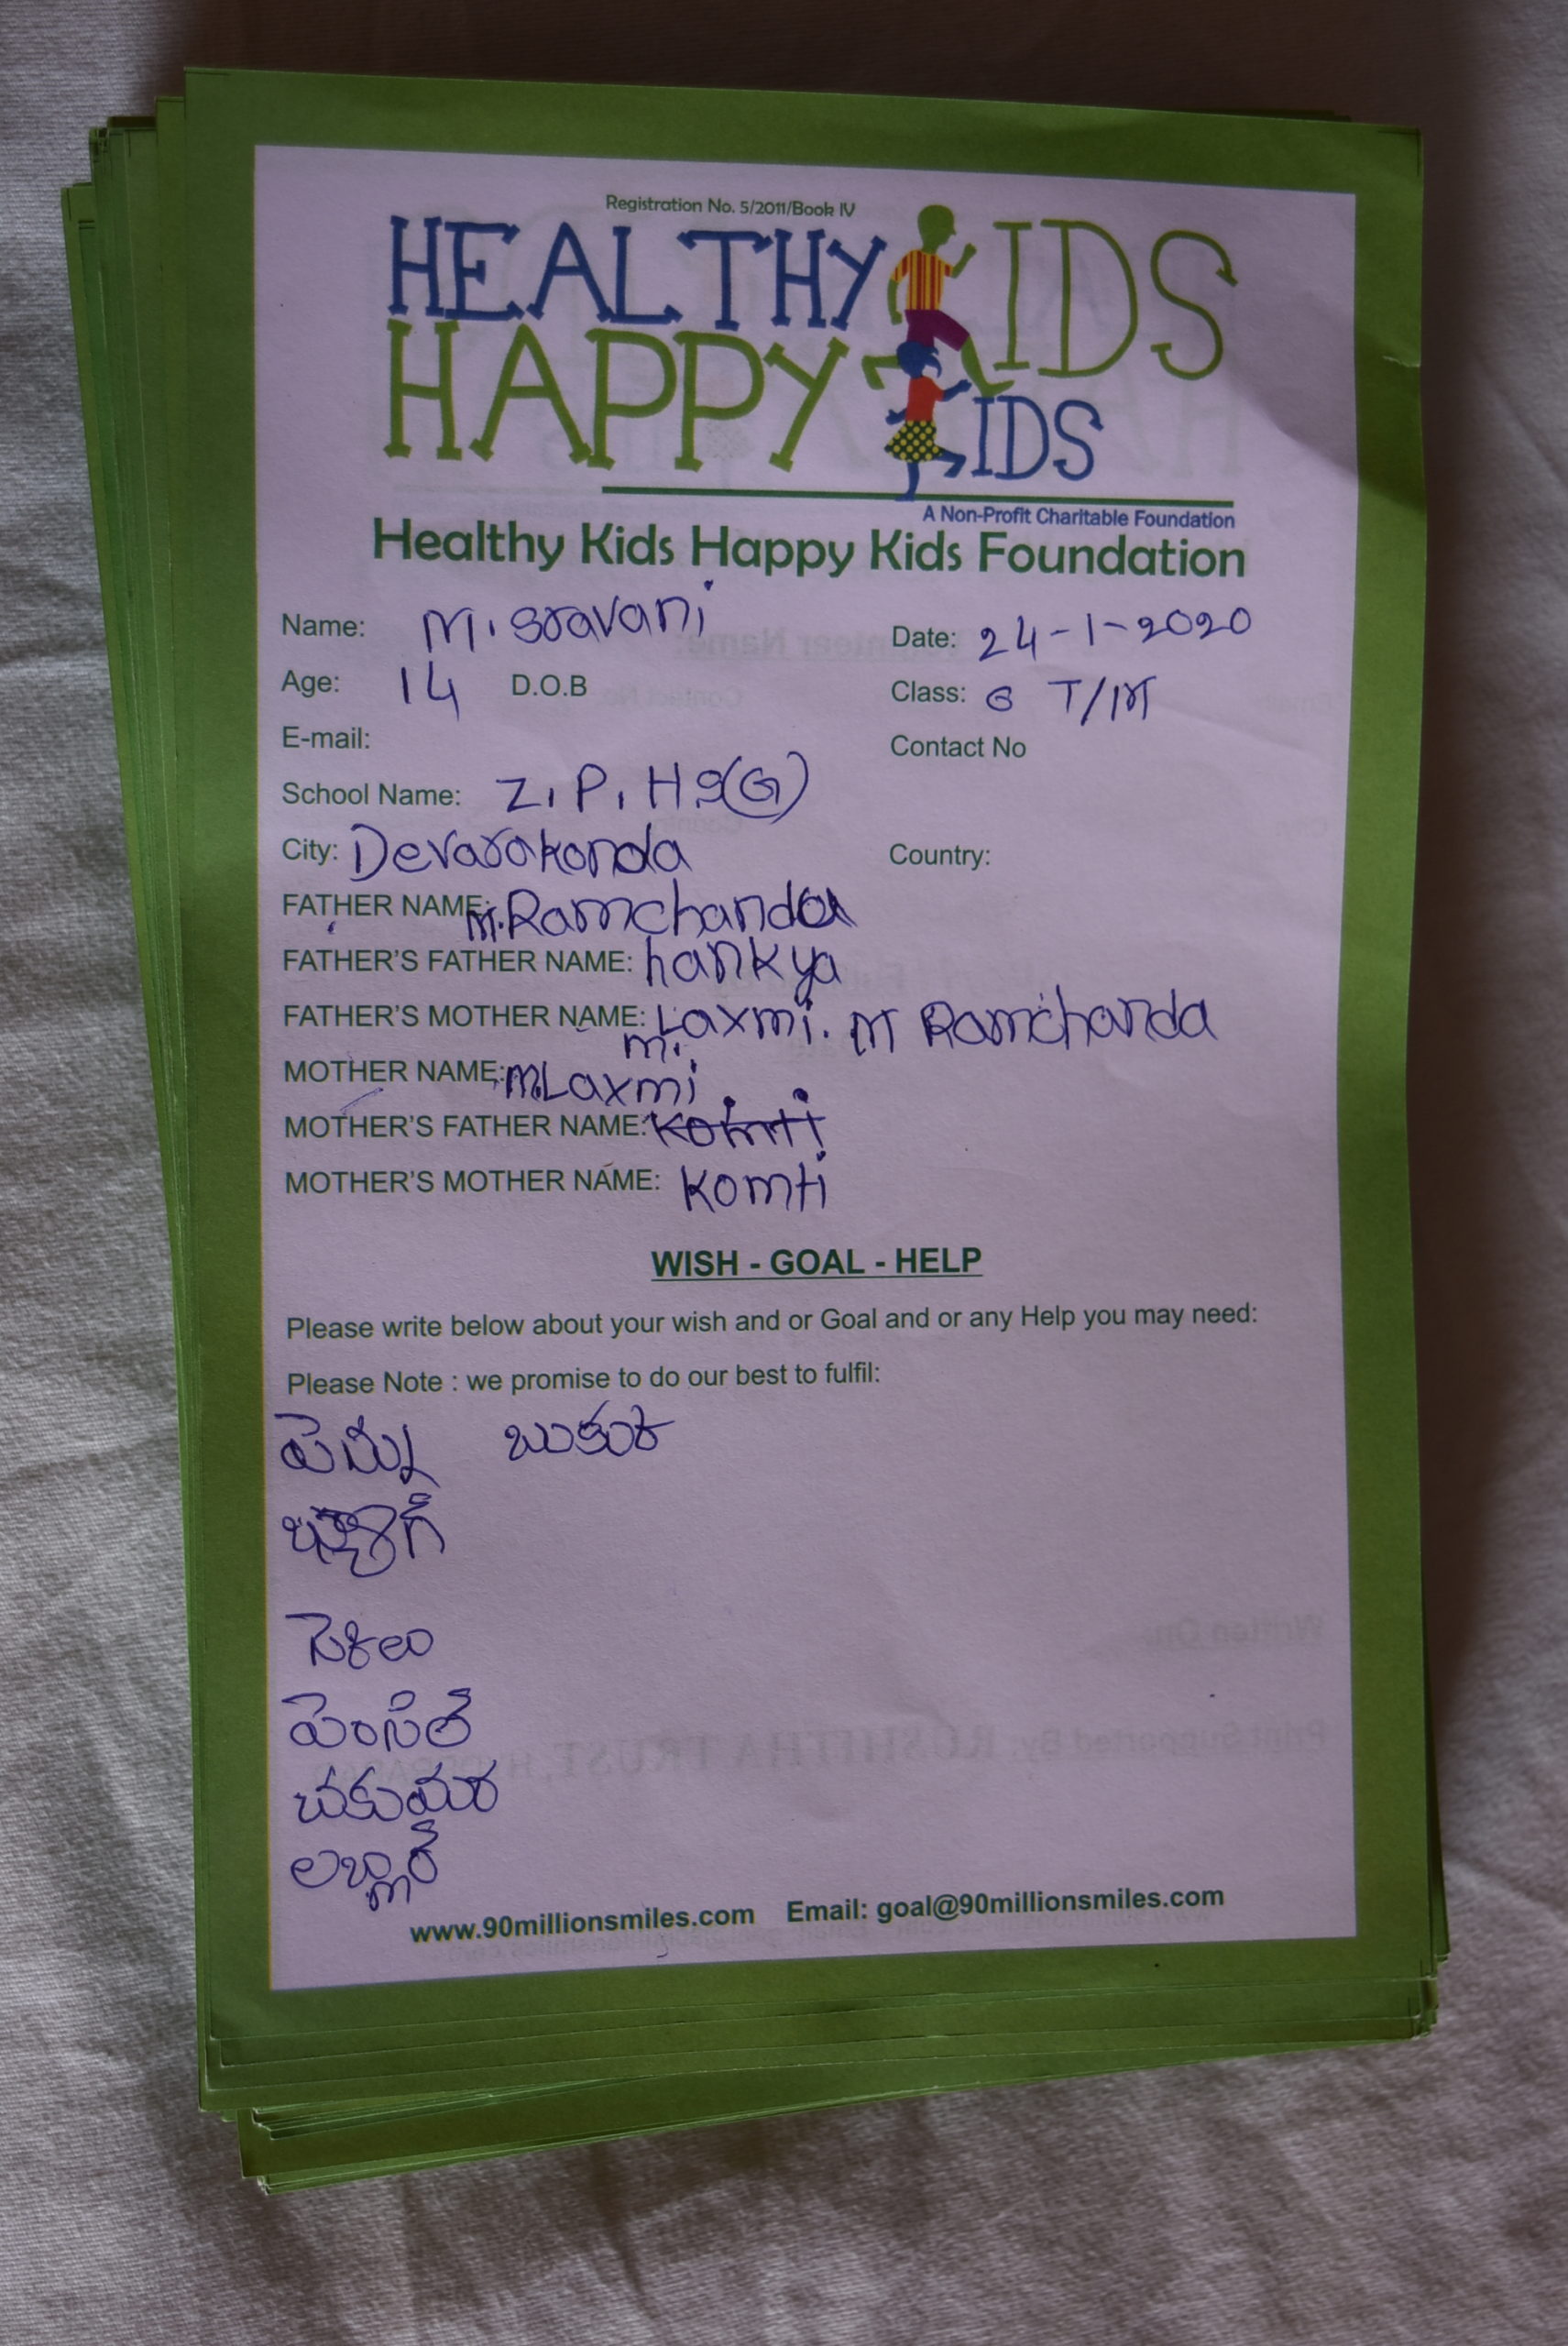 Registration No. 5/2011/Book IV
HEALTHY KIDS
HAPPY KIDS
A Non-Profit Charitable Foundation
Healthy Kids Happy Kids Foundation
Name: M. Sravani Date: 24-1-2020
Age: 14 D.O.B Class: 6 T/M
E-mail: Contact No
School Name: Z.P.H.S(G)
City: Devarakonda Country:
FATHER NAME: M. Ramchanda
FATHER'S FATHER NAME: hankya
FATHER'S MOTHER NAME: Laxmi. M Ramchanda
m.
MOTHER NAME: M.Laxmi
MOTHER'S FATHER NAME: Komti
MOTHER'S MOTHER NAME: Komti
WISH - GOAL - HELP
Please write below about your wish and or Goal and or any Help you may need:
Please Note : we promise to do our best to fulfil:
పెన్ను బుకుక
సెకిలు
పెంసిలే
www.90millionsmiles.com Email: goal@90millionsmiles.com